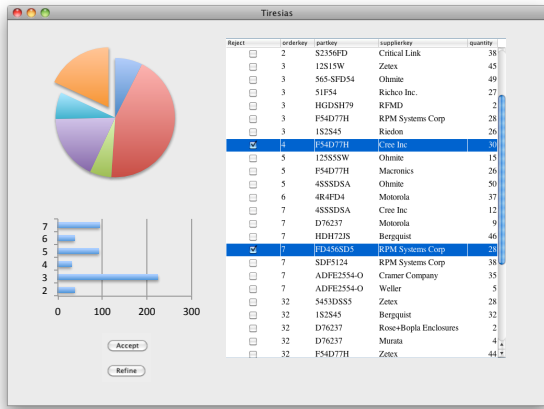 Tiresias
Reject orderkey partkey supplierkey quantity
2 S2356FD Critical Link 38
3 12S15W Zetex 45
3 565-SFD54 Ohmite 49
3 51F54 Richco Inc. 27
3 HGDSH79 RFMD 2
3 F54D77H RPM Systems Corp 28
3 1S2S45 Riedon 26
4 F54D77H Cree Inc 30
5 125S5SW Ohmite 15
5 F54D77H Macronics 26
5 4SSSDSA Ohmite 50
6 4R4FD4 Motorola 37
7 4SSSDSA Cree Inc 12
7 D76237 Motorola 9
7 HDH72JS Bergquist 46
7 FD456SD5 RPM Systems Corp 28
7 SDF5124 RPM Systems Corp 38
7 ADFE2554-O Cramer Company 35
7 ADFE2554-O Weller 5
32 5453DSS5 Zetex 28
32 1S2S45 Bergquist 32
32 D76237 Rose+Bopla Enclosures 2
32 D76237 Murata 4
32 F54D77H Zetex 44
7
6
5
4
3
2
0 100 200 300
Accept
Refine